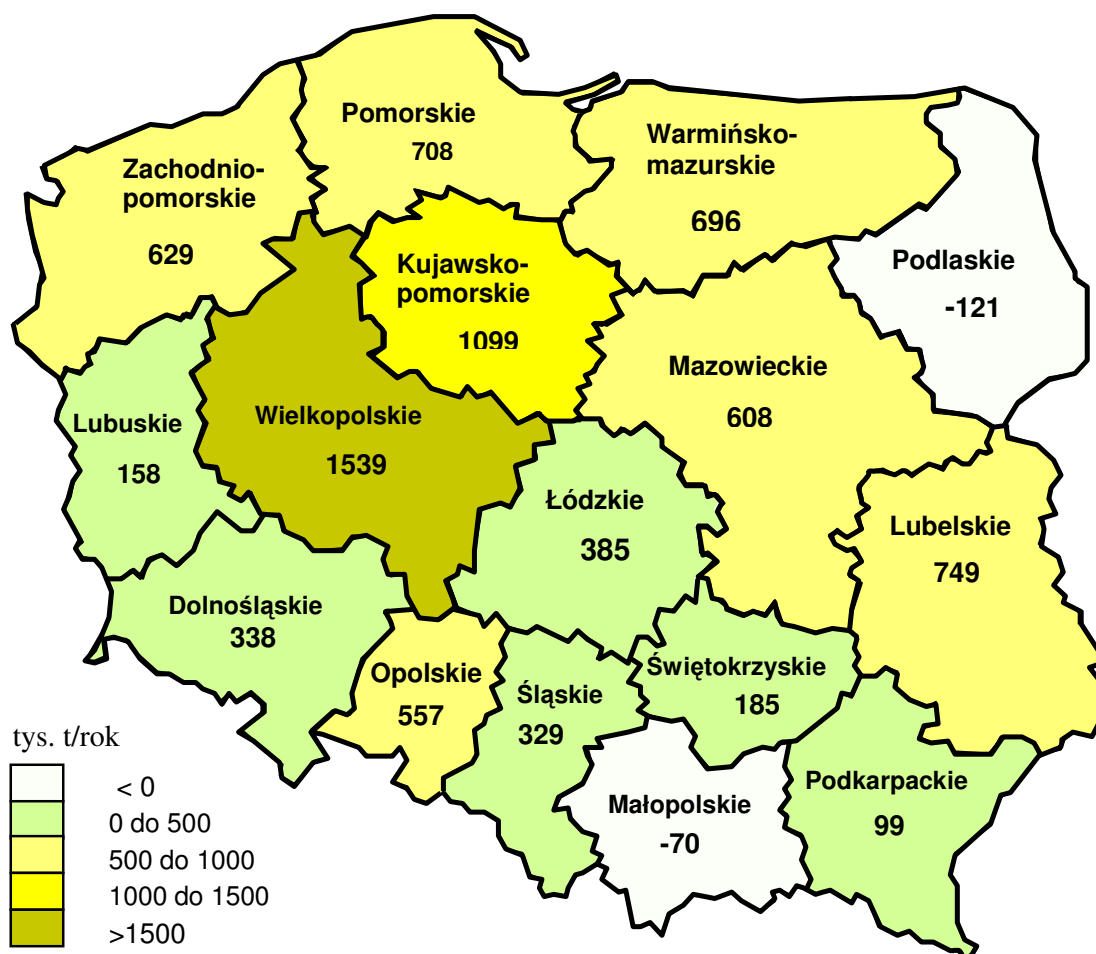 Pomorskie
708
Warmińsko-
mazurskie
696
Zachodnio-
pomorskie
629
Kujawsko-
pomorskie
1099
Podlaskie
-121
Mazowieckie
608
Lubuskie
158
Wielkopolskie
1539
Łódzkie
385
Lubelskie
749
Dolnośląskie
338
Opolskie
557
Śląskie
329
Świętokrzyskie
185
Małopolskie
-70
Podkarpackie
99
tys. t/rok
< 0
0 do 500
500 do 1000
1000 do 1500
>1500